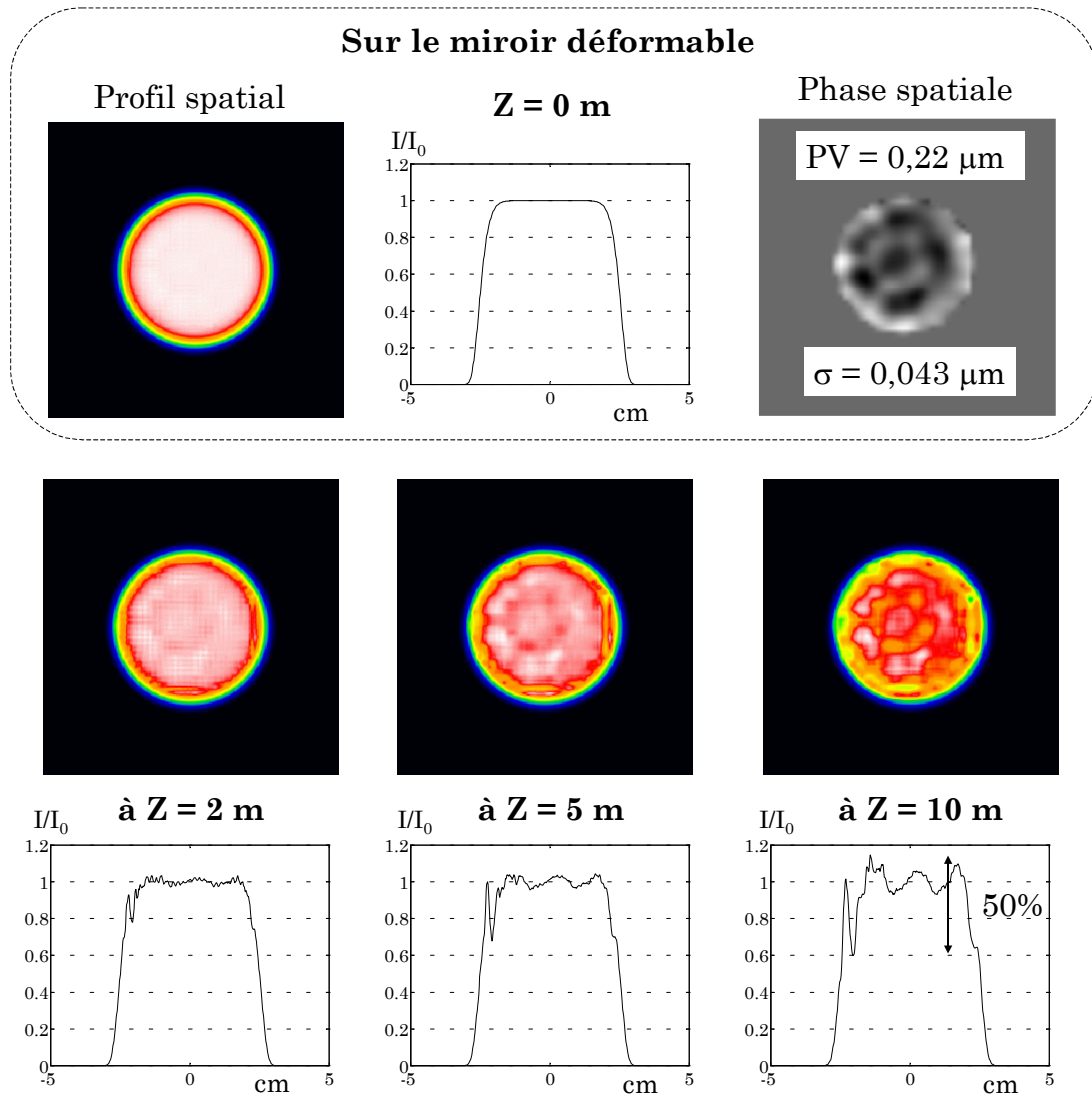 Sur le miroir déformable
Profil spatial
Z = 0 m
Phase spatiale
I/I₀
1.2
1
0.8
0.6
0.4
0.2
0
-5
0
5
cm
PV = 0,22 µm
σ = 0,043 µm
à Z = 2 m
à Z = 5 m
à Z = 10 m
I/I₀
1.2
1
0.8
0.6
0.4
0.2
0
-5
0
5
cm
I/I₀
1.2
1
0.8
0.6
0.4
0.2
0
-5
0
5
cm
I/I₀
1.2
1
0.8
0.6
0.4
0.2
0
-5
0
5
cm
50%